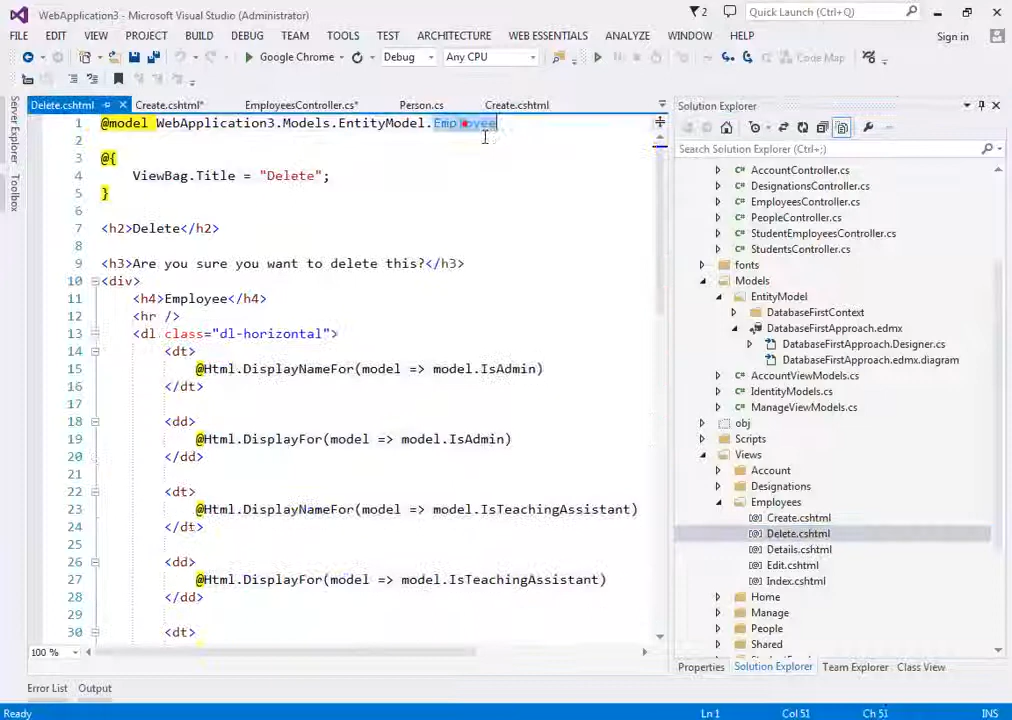 WebApplication3 - Microsoft Visual Studio (Administrator)
2
Quick Launch (Ctrl+Q)
FILE EDIT VIEW PROJECT BUILD DEBUG TEAM TOOLS TEST ARCHITECTURE WEB ESSENTIALS ANALYZE WINDOW HELP
Sign in
Google Chrome Debug Any CPU Code Map
Server Explorer
Toolbox
Delete.cshtml Create.cshtml* EmployeesController.cs* Person.cs Create.cshtml
1 @model WebApplication3.Models.EntityModel.Employee
2
3 @{
4 ViewBag.Title = "Delete";
5 }
6
7 <h2>Delete</h2>
8
9 <h3>Are you sure you want to delete this?</h3>
10 <div>
11 <h4>Employee</h4>
12 <hr />
13 <dl class="dl-horizontal">
14 <dt>
15 @Html.DisplayNameFor(model => model.IsAdmin)
16 </dt>
17
18 <dd>
19 @Html.DisplayFor(model => model.IsAdmin)
20 </dd>
21
22 <dt>
23 @Html.DisplayNameFor(model => model.IsTeachingAssistant)
24 </dt>
25
26 <dd>
27 @Html.DisplayFor(model => model.IsTeachingAssistant)
28 </dd>
29
30 <dt>
100 %
Solution Explorer
Search Solution Explorer (Ctrl+;)
C# AccountController.cs
C# DesignationsController.cs
C# EmployeesController.cs
C# PeopleController.cs
C# StudentEmployeesController.cs
C# StudentsController.cs
fonts
Models
EntityModel
DatabaseFirstContext
DatabaseFirstApproach.edmx
DatabaseFirstApproach.Designer.cs
DatabaseFirstApproach.edmx.diagram
C# AccountViewModels.cs
C# IdentityModels.cs
C# ManageViewModels.cs
obj
Scripts
Views
Account
Designations
Employees
[@] Create.cshtml
[@] Delete.cshtml
[@] Details.cshtml
[@] Edit.cshtml
[@] Index.cshtml
Home
Manage
People
Shared
Properties Solution Explorer Team Explorer Class View
Error List Output
Ready Ln 1 Col 51 Ch 51 INS